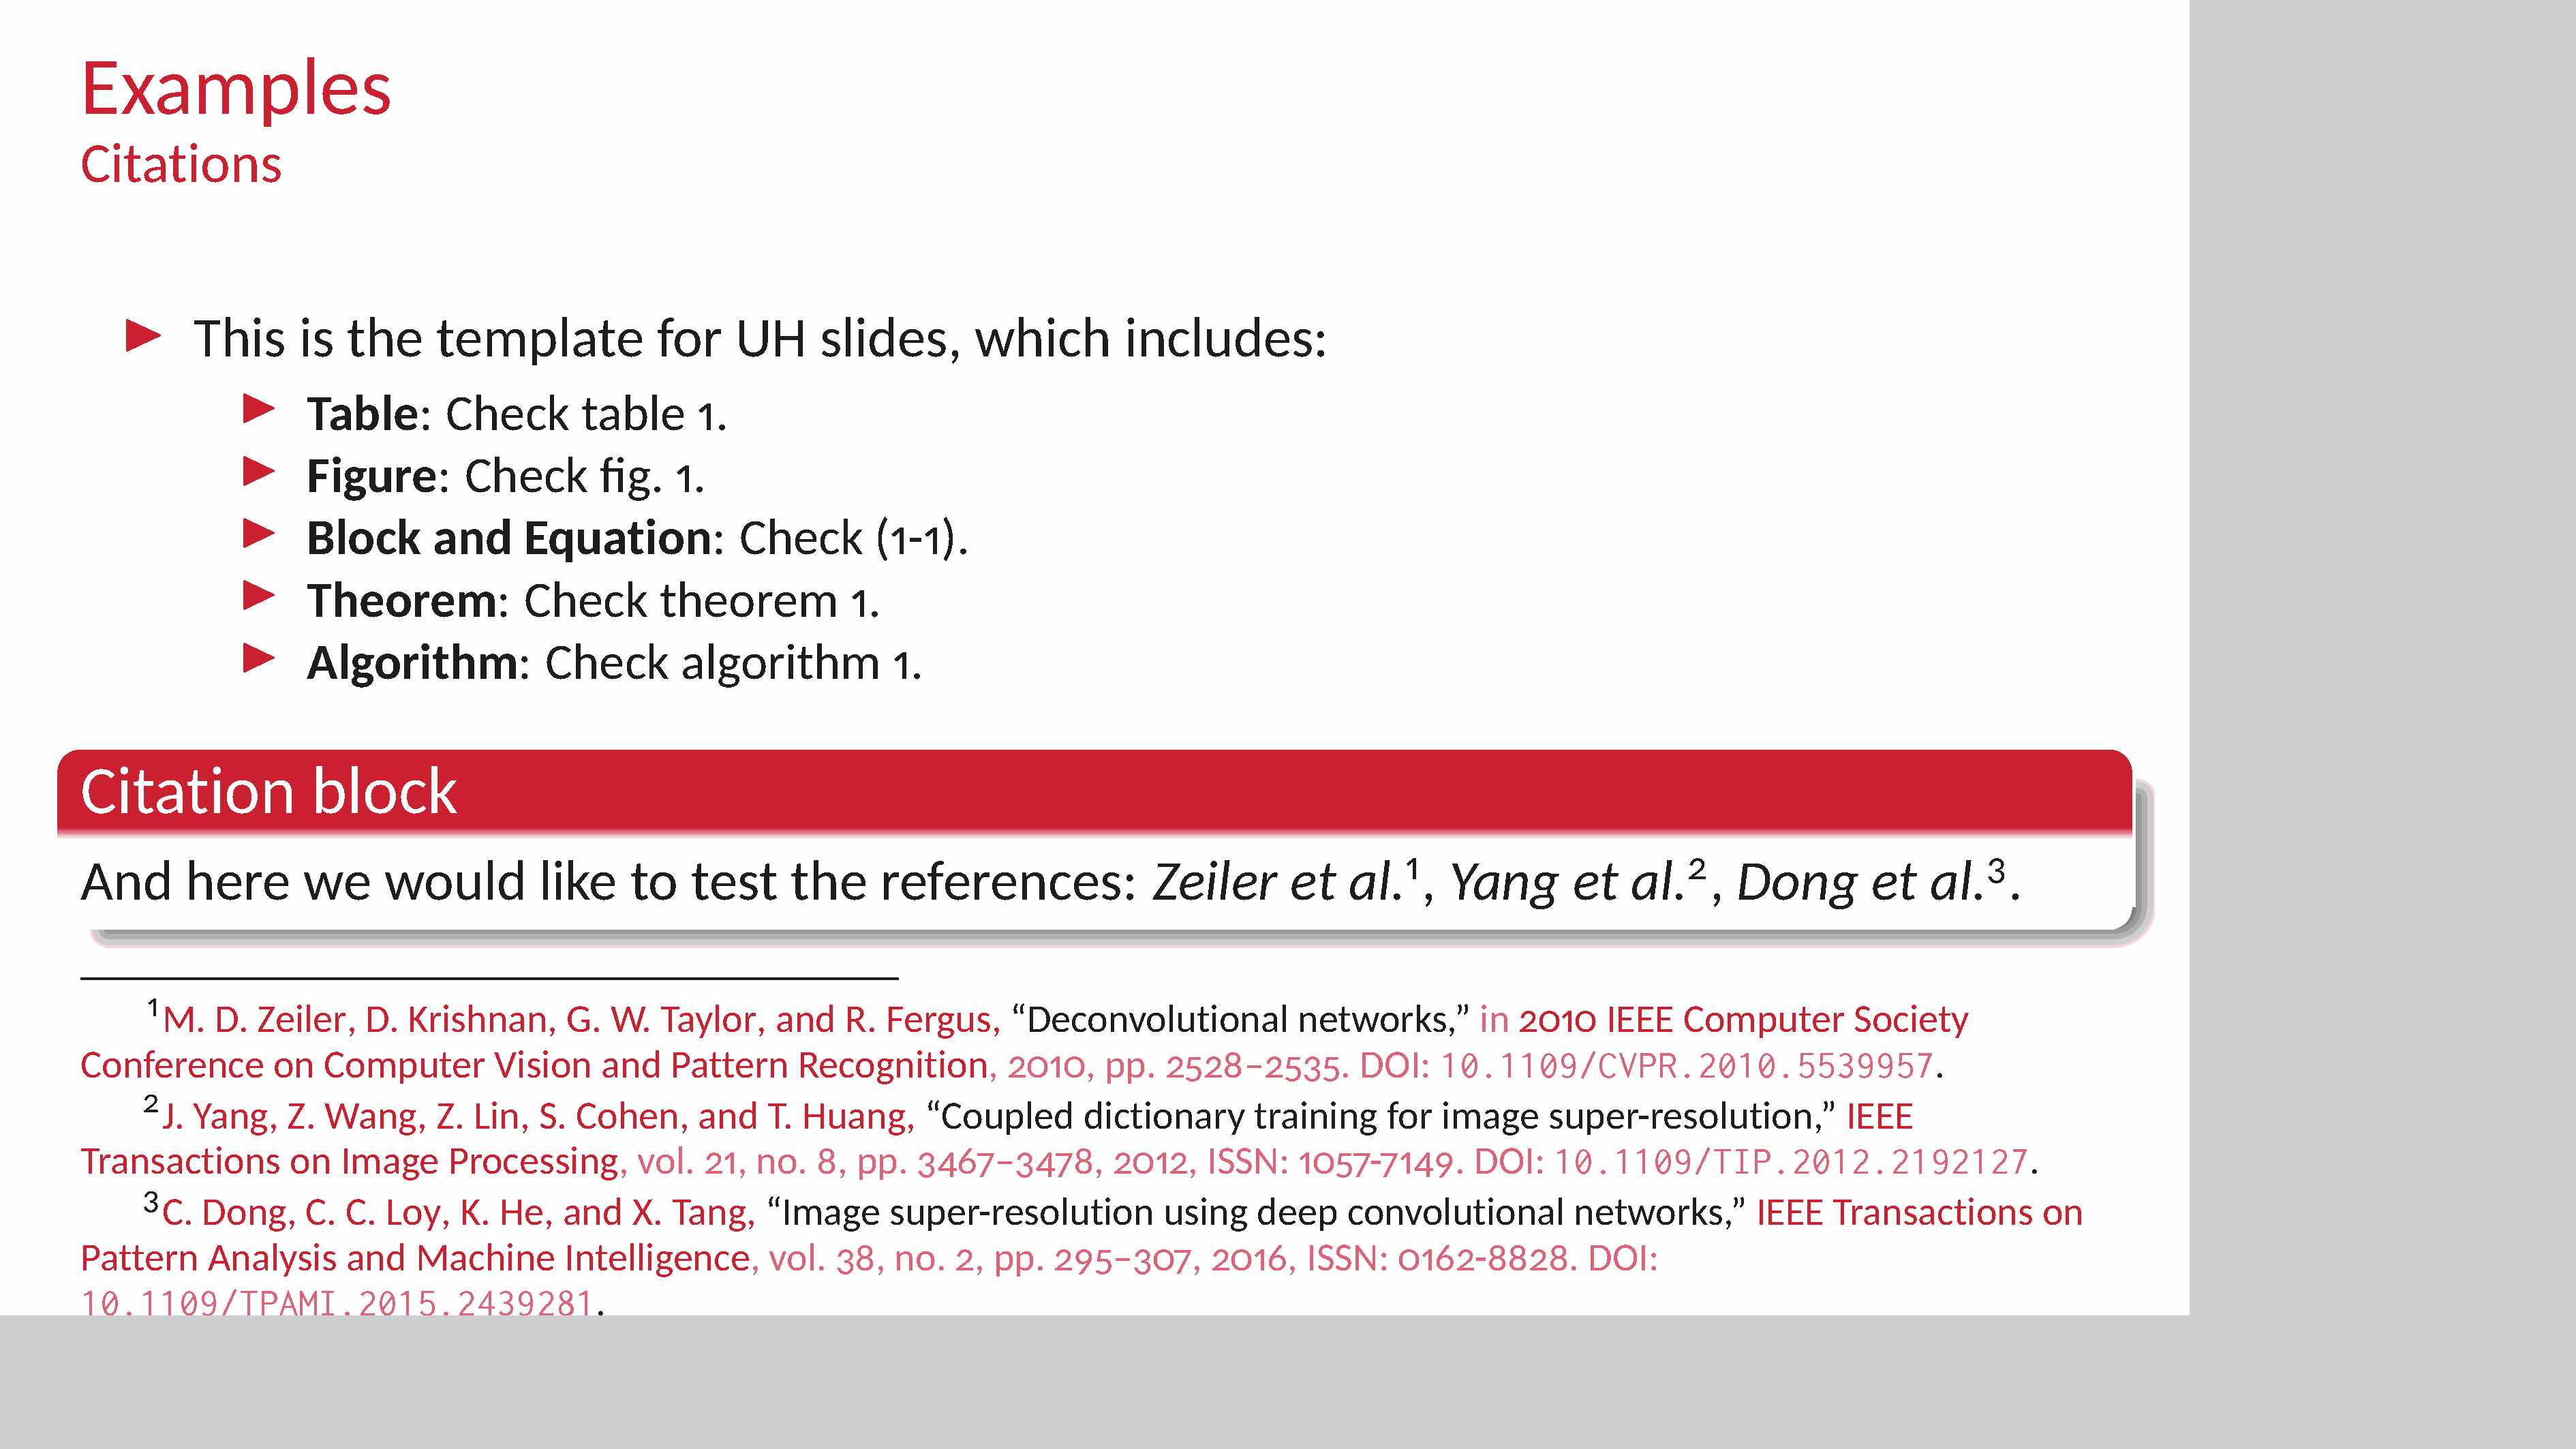 Examples
Citations
This is the template for UH slides, which includes:
Table: Check table 1.
Figure: Check fig. 1.
Block and Equation: Check (1-1).
Theorem: Check theorem 1.
Algorithm: Check algorithm 1.
Citation block
And here we would like to test the references: Zeiler et al.¹, Yang et al.², Dong et al.³.
¹M. D. Zeiler, D. Krishnan, G. W. Taylor, and R. Fergus, “Deconvolutional networks,” in 2010 IEEE Computer Society
Conference on Computer Vision and Pattern Recognition, 2010, pp. 2528–2535. DOI: 10.1109/CVPR.2010.5539957.
²J. Yang, Z. Wang, Z. Lin, S. Cohen, and T. Huang, “Coupled dictionary training for image super-resolution,” IEEE
Transactions on Image Processing, vol. 21, no. 8, pp. 3467–3478, 2012, ISSN: 1057-7149. DOI: 10.1109/TIP.2012.2192127.
³C. Dong, C. C. Loy, K. He, and X. Tang, “Image super-resolution using deep convolutional networks,” IEEE Transactions on
Pattern Analysis and Machine Intelligence, vol. 38, no. 2, pp. 295–307, 2016, ISSN: 0162-8828. DOI:
10.1109/TPAMI.2015.2439281.